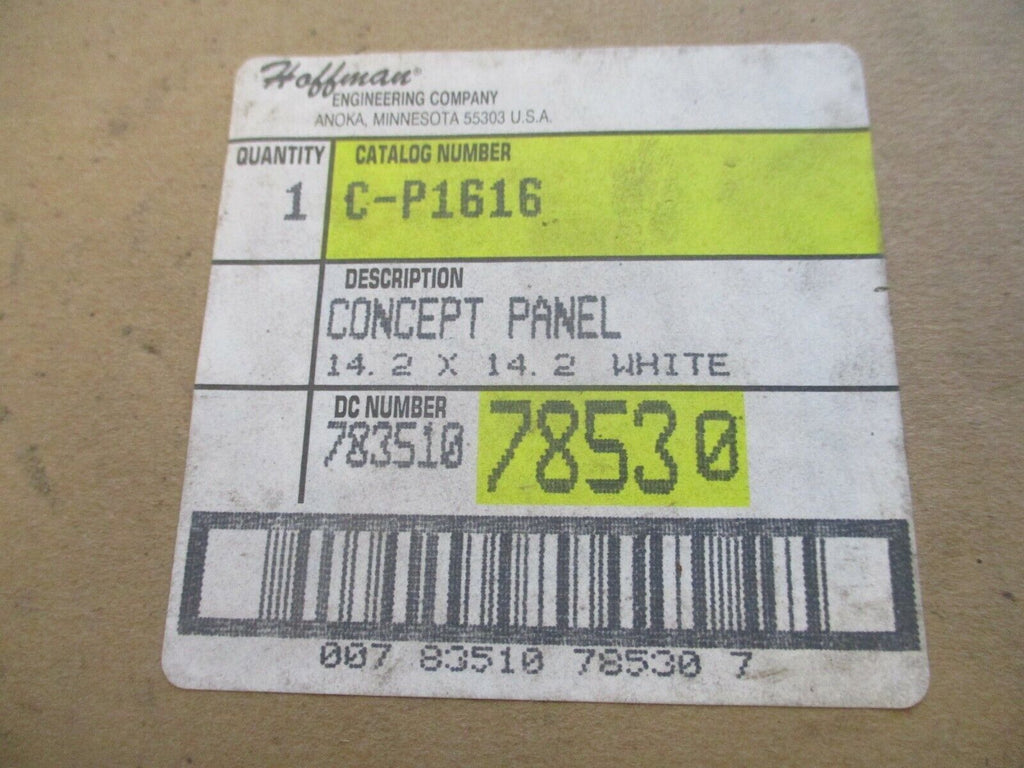 Hoffman®
ENGINEERING COMPANY
ANOKA, MINNESOTA 55303 U.S.A.
QUANTITY
1
CATALOG NUMBER
C-P1616
DESCRIPTION
CONCEPT PANEL
14.2 X 14.2 WHITE
DC NUMBER
783510 78530
007 83510 78530 7